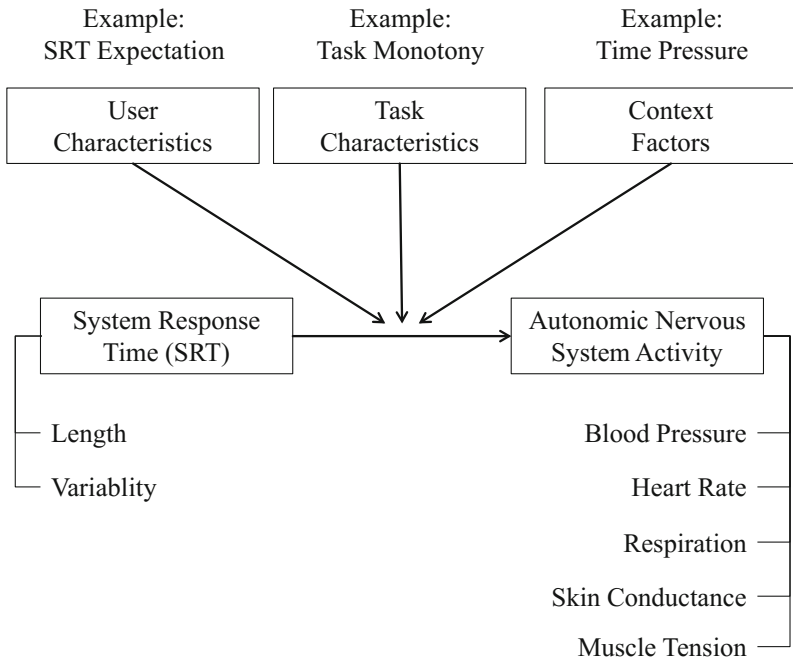 Example:
SRT Expectation
Example:
Task Monotony
Example:
Time Pressure
User
Characteristics
Task
Characteristics
Context
Factors
System Response
Time (SRT)
Autonomic Nervous
System Activity
Length
Variablity
Blood Pressure
Heart Rate
Respiration
Skin Conductance
Muscle Tension